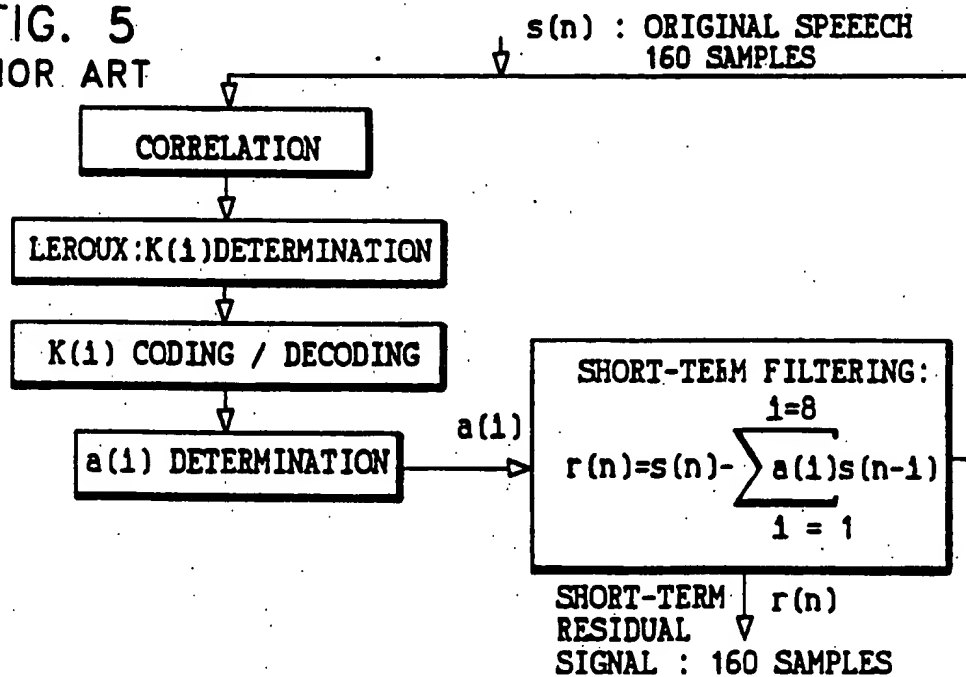 FIG. 5
PRIOR ART
s(n) : ORIGINAL SPEEECH
160 SAMPLES
CORRELATION
LEROUX:K(i)DETERMINATION
K(i) CODING / DECODING
a(i) DETERMINATION
a(i)
SHORT-TERM FILTERING:
i=8
r(n)=s(n)-∑a(i)s(n-i)
i = 1
SHORT-TERM
r(n)
RESIDUAL
SIGNAL : 160 SAMPLES